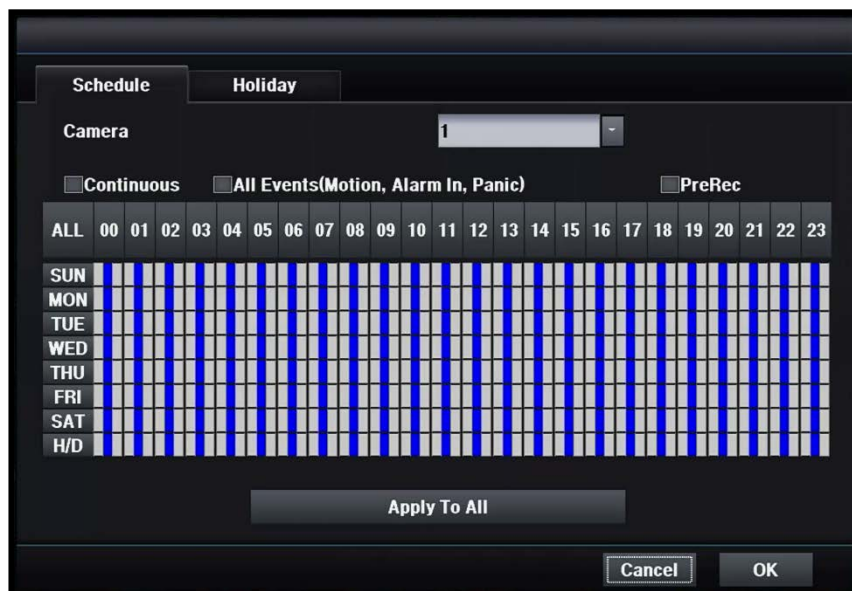 Schedule Holiday
Camera 1
Continuous All Events(Motion, Alarm In, Panic) PreRec
ALL 00 01 02 03 04 05 06 07 08 09 10 11 12 13 14 15 16 17 18 19 20 21 22 23
SUN
MON
TUE
WED
THU
FRI
SAT
H/D
Apply To All
Cancel OK